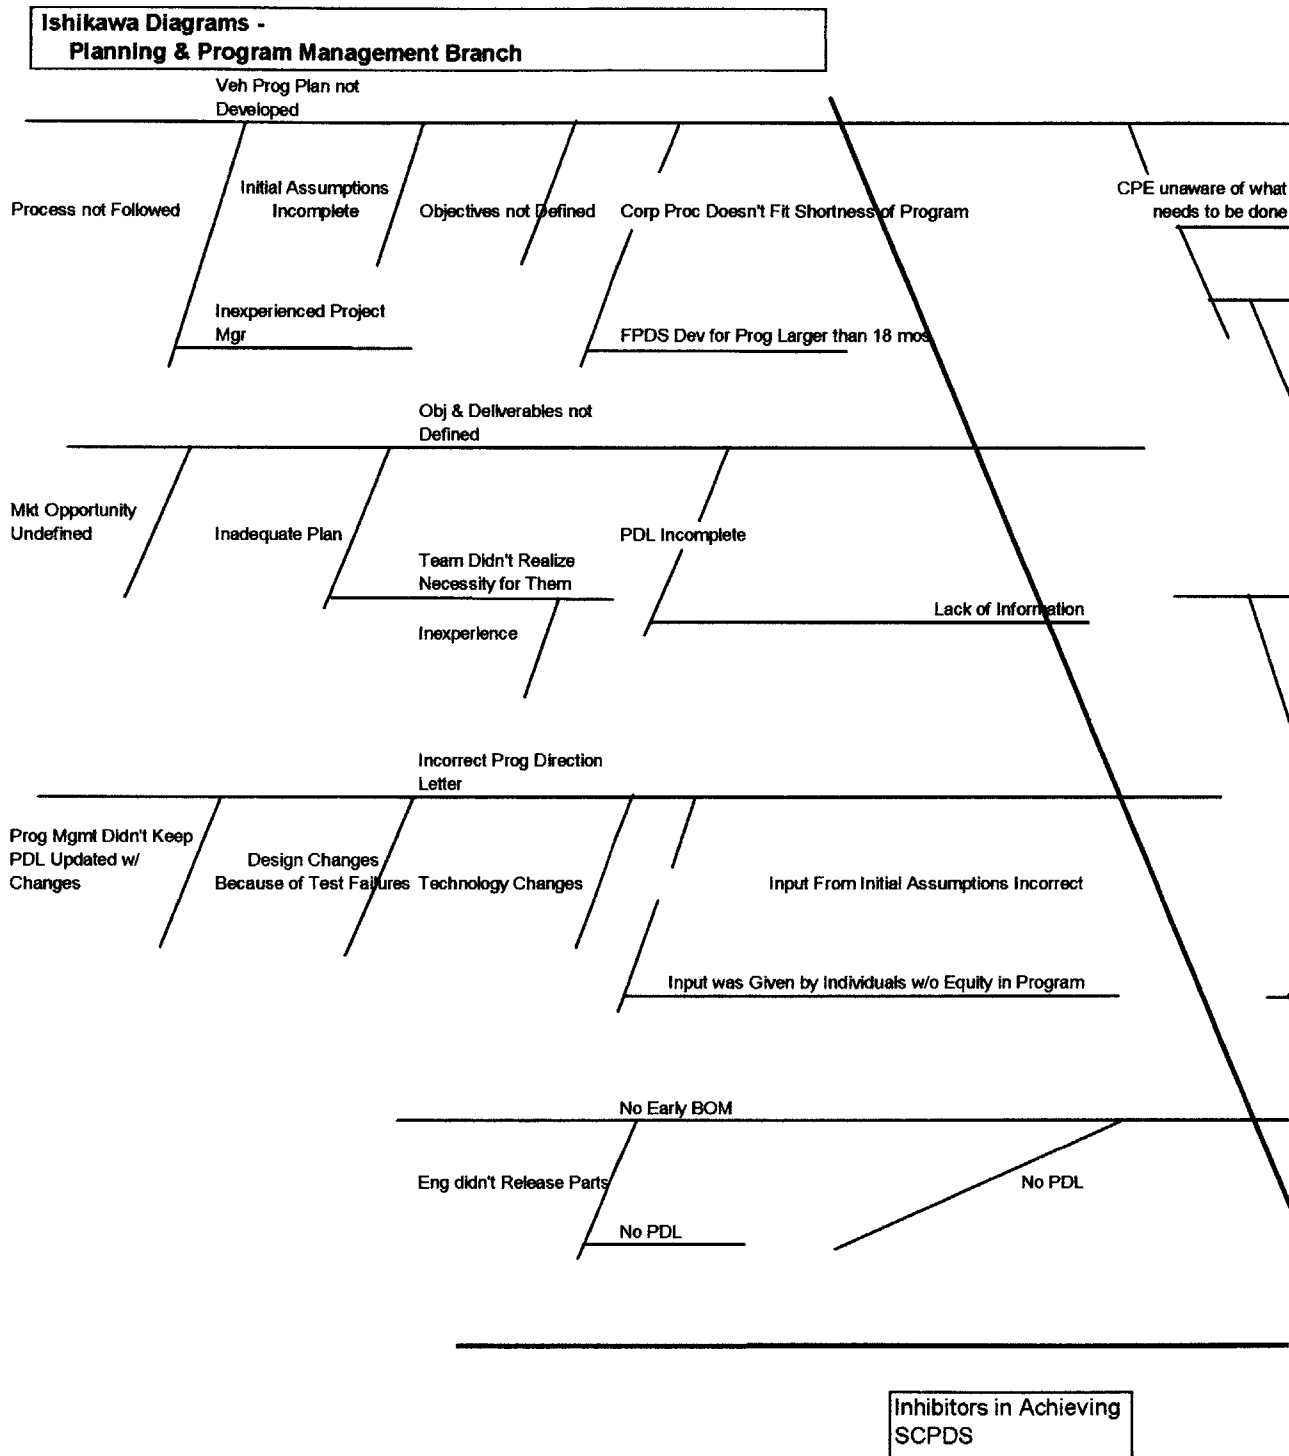 Ishikawa Diagrams -
Planning & Program Management Branch
Veh Prog Plan not
Developed
Process not Followed
Initial Assumptions
Incomplete
Objectives not Defined
Corp Proc Doesn't Fit Shortness of Program
CPE unaware of what
needs to be done
Inexperienced Project
Mgr
FPDS Dev for Prog Larger than 18 mos
Obj & Deliverables not
Defined
Mkt Opportunity
Undefined
Inadequate Plan
PDL Incomplete
Team Didn't Realize
Necessity for Them
Lack of Information
Inexperience
Incorrect Prog Direction
Letter
Prog Mgmt Didn't Keep
PDL Updated w/
Changes
Design Changes
Because of Test Failures
Technology Changes
Input From Initial Assumptions Incorrect
Input was Given by Individuals w/o Equity in Program
No Early BOM
Eng didn't Release Parts
No PDL
No PDL
Inhibitors in Achieving
SCPDS